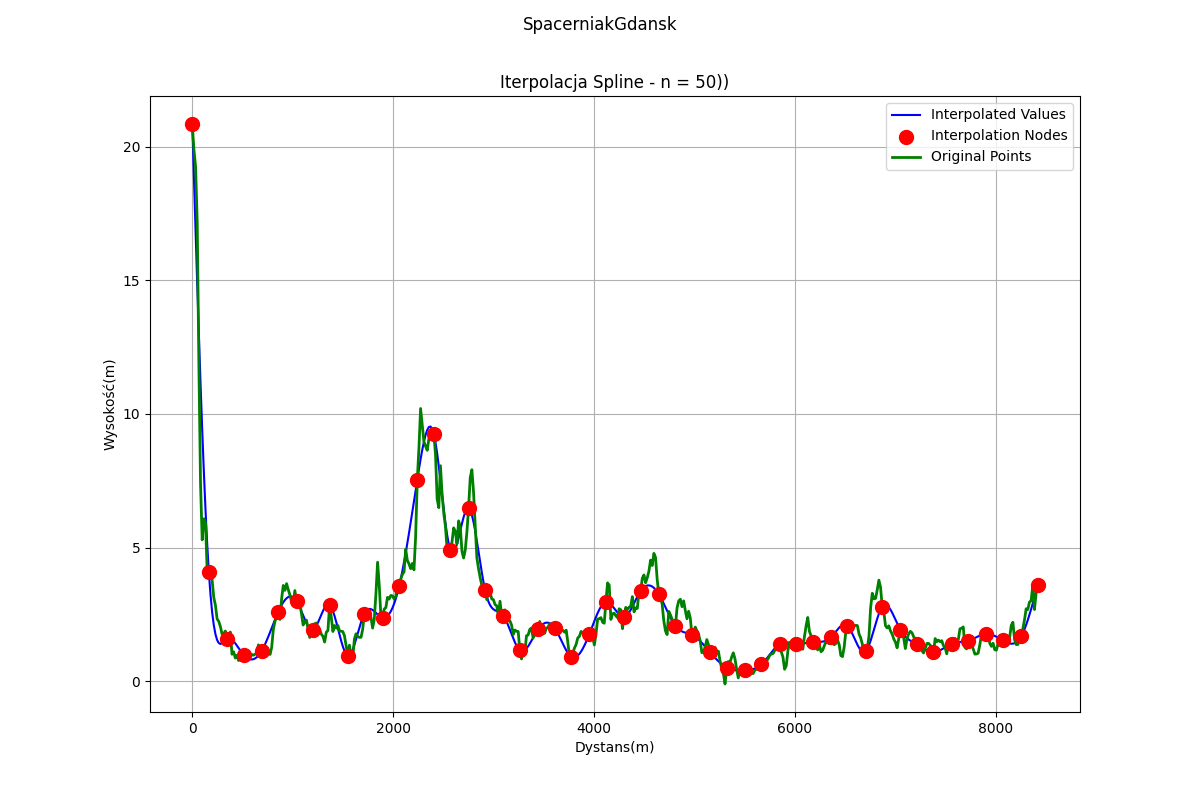 SpacerniakGdansk
Iterpolacja Spline - n = 50))
Interpolated Values
Interpolation Nodes
Original Points
Wysokość(m)
20
15
10
5
0
0 2000 4000 6000 8000
Dystans(m)